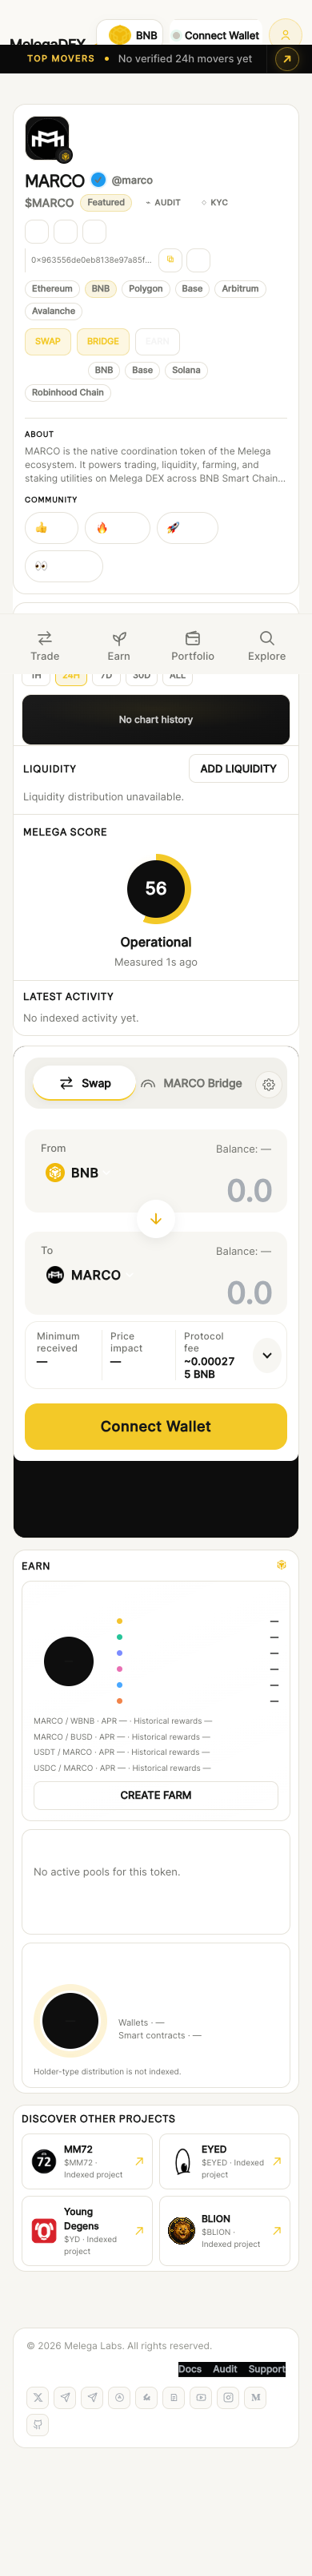 MelegaDEX
BNB
Connect Wallet
TOP MOVERS
No verified 24h movers yet
MARCO
@marco
$MARCO
Featured
AUDIT
KYC
0x963556de0eb8138e97a85f...
Ethereum
BNB
Polygon
Base
Arbitrum
Avalanche
SWAP
BRIDGE
EARN
BNB
Base
Solana
Robinhood Chain
ABOUT
MARCO is the native coordination token of the Melega
ecosystem. It powers trading, liquidity, farming, and
staking utilities on Melega DEX across BNB Smart Chain...
COMMUNITY
Trade
Earn
Portfolio
Explore
1H
24H
7D
30D
ALL
No chart history
LIQUIDITY
ADD LIQUIDITY
Liquidity distribution unavailable.
MELEGA SCORE
56
Operational
Measured 1s ago
LATEST ACTIVITY
No indexed activity yet.
Swap
MARCO Bridge
From
Balance: —
BNB
0.0
To
Balance: —
MARCO
0.0
Minimum
received
—
Price
impact
—
Protocol
fee
~0.00027
5 BNB
Connect Wallet
EARN
—
—
—
—
—
—
MARCO / WBNB · APR — · Historical rewards —
MARCO / BUSD · APR — · Historical rewards —
USDT / MARCO · APR — · Historical rewards —
USDC / MARCO · APR — · Historical rewards —
CREATE FARM
No active pools for this token.
Wallets · —
Smart contracts · —
Holder-type distribution is not indexed.
DISCOVER OTHER PROJECTS
72
MM72
$MM72 ·
Indexed project
EYED
$EYED · Indexed
project
Young
Degens
$YD · Indexed
project
BLION
$BLION ·
Indexed project
© 2026 Melega Labs. All rights reserved.
Docs
Audit
Support